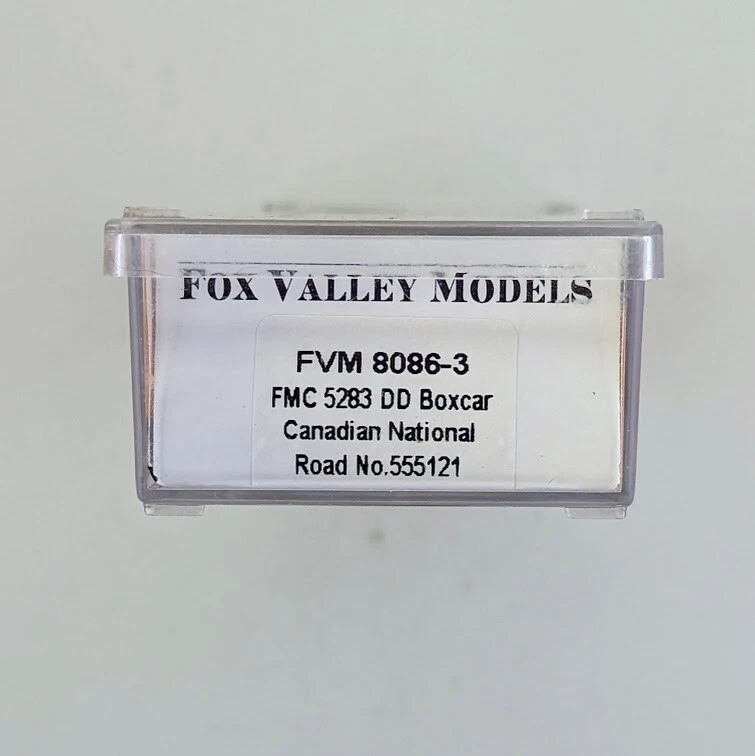 FOX VALLEY MODELS
FVM 8086-3
FMC 5283 DD Boxcar
Canadian National
Road No.555121